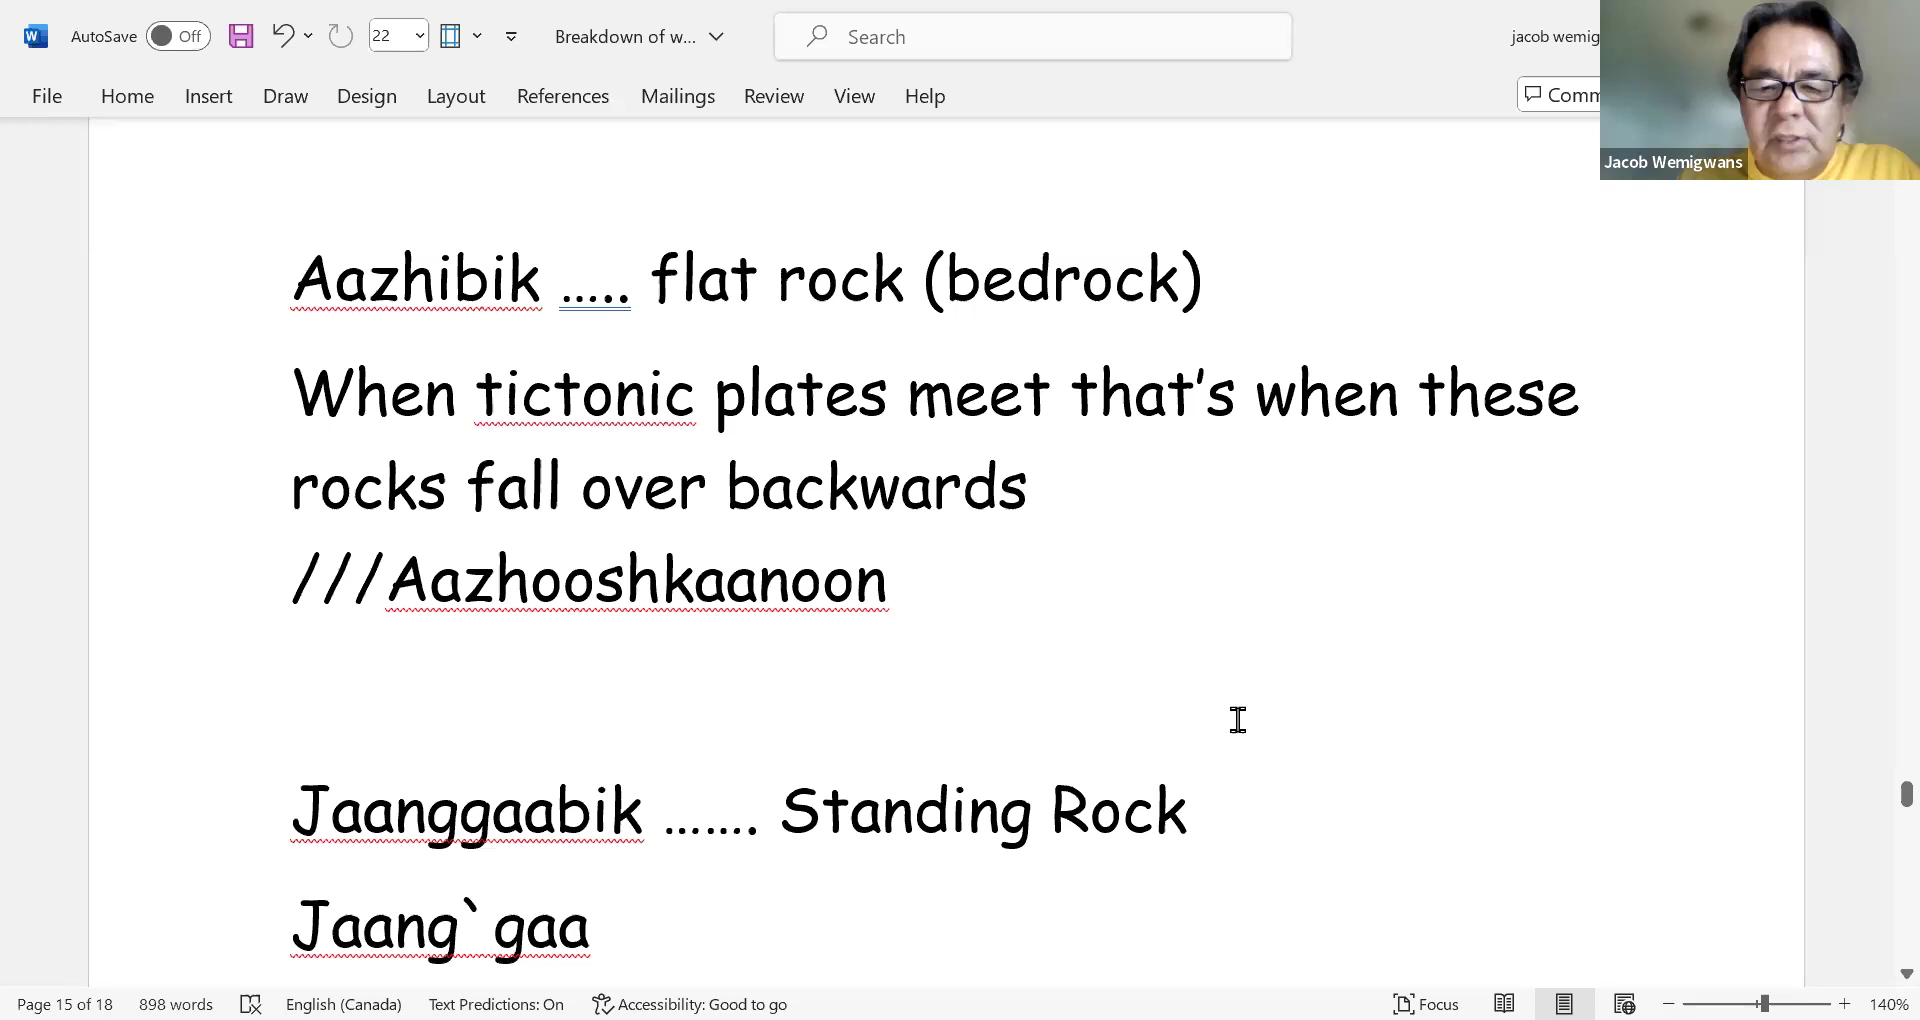 AutoSave Off 22 Breakdown of w... Search jacob wemig
File Home Insert Draw Design Layout References Mailings Review View Help Comm
Jacob Wemigwans
Aazhibik ..... flat rock (bedrock)
When tictonic plates meet that's when these
rocks fall over backwards
///Aazhooshkaanoon
Jaanggaabik ....... Standing Rock
Jaang`gaa
Page 15 of 18 898 words English (Canada) Text Predictions: On Accessibility: Good to go Focus 140%